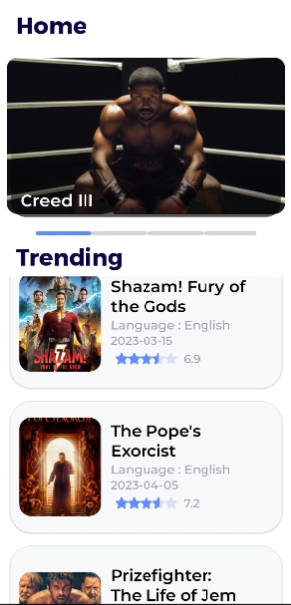 Home
Creed III
Trending
Shazam! Fury of
the Gods
Language : English
2023-03-15
6.9
SHAZAM!
The Pope's
Exorcist
Language : English
2023-04-05
7.2
Prizefighter:
The Life of Jem